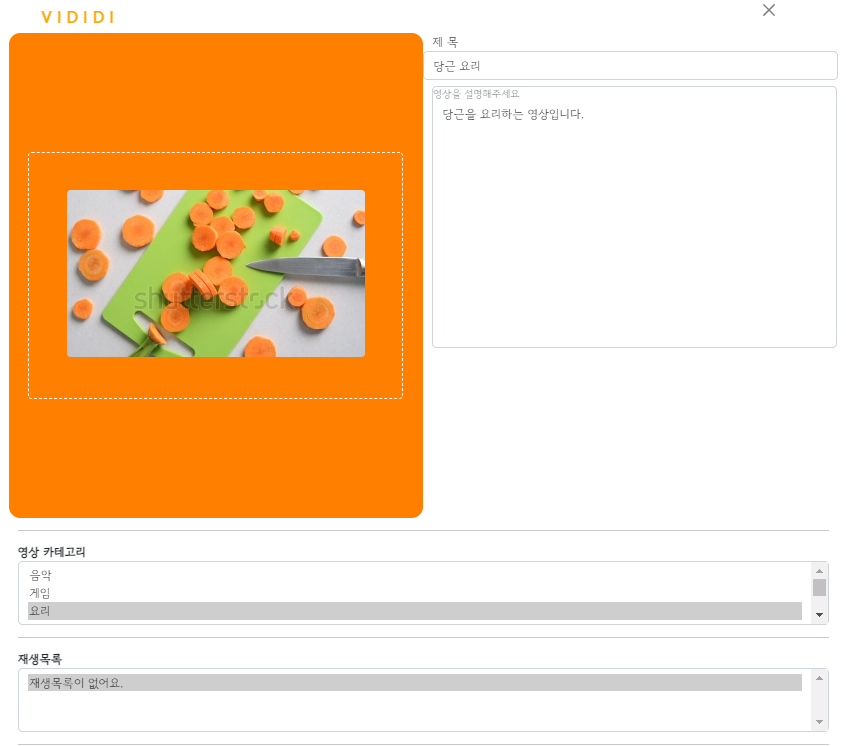 VIDIDI
제 목
당근 요리
영상을 설명해주세요
당근을 요리하는 영상입니다.
shutterstock
영상 카테고리
음악
게임
요리
재생목록
재생목록이 없어요.